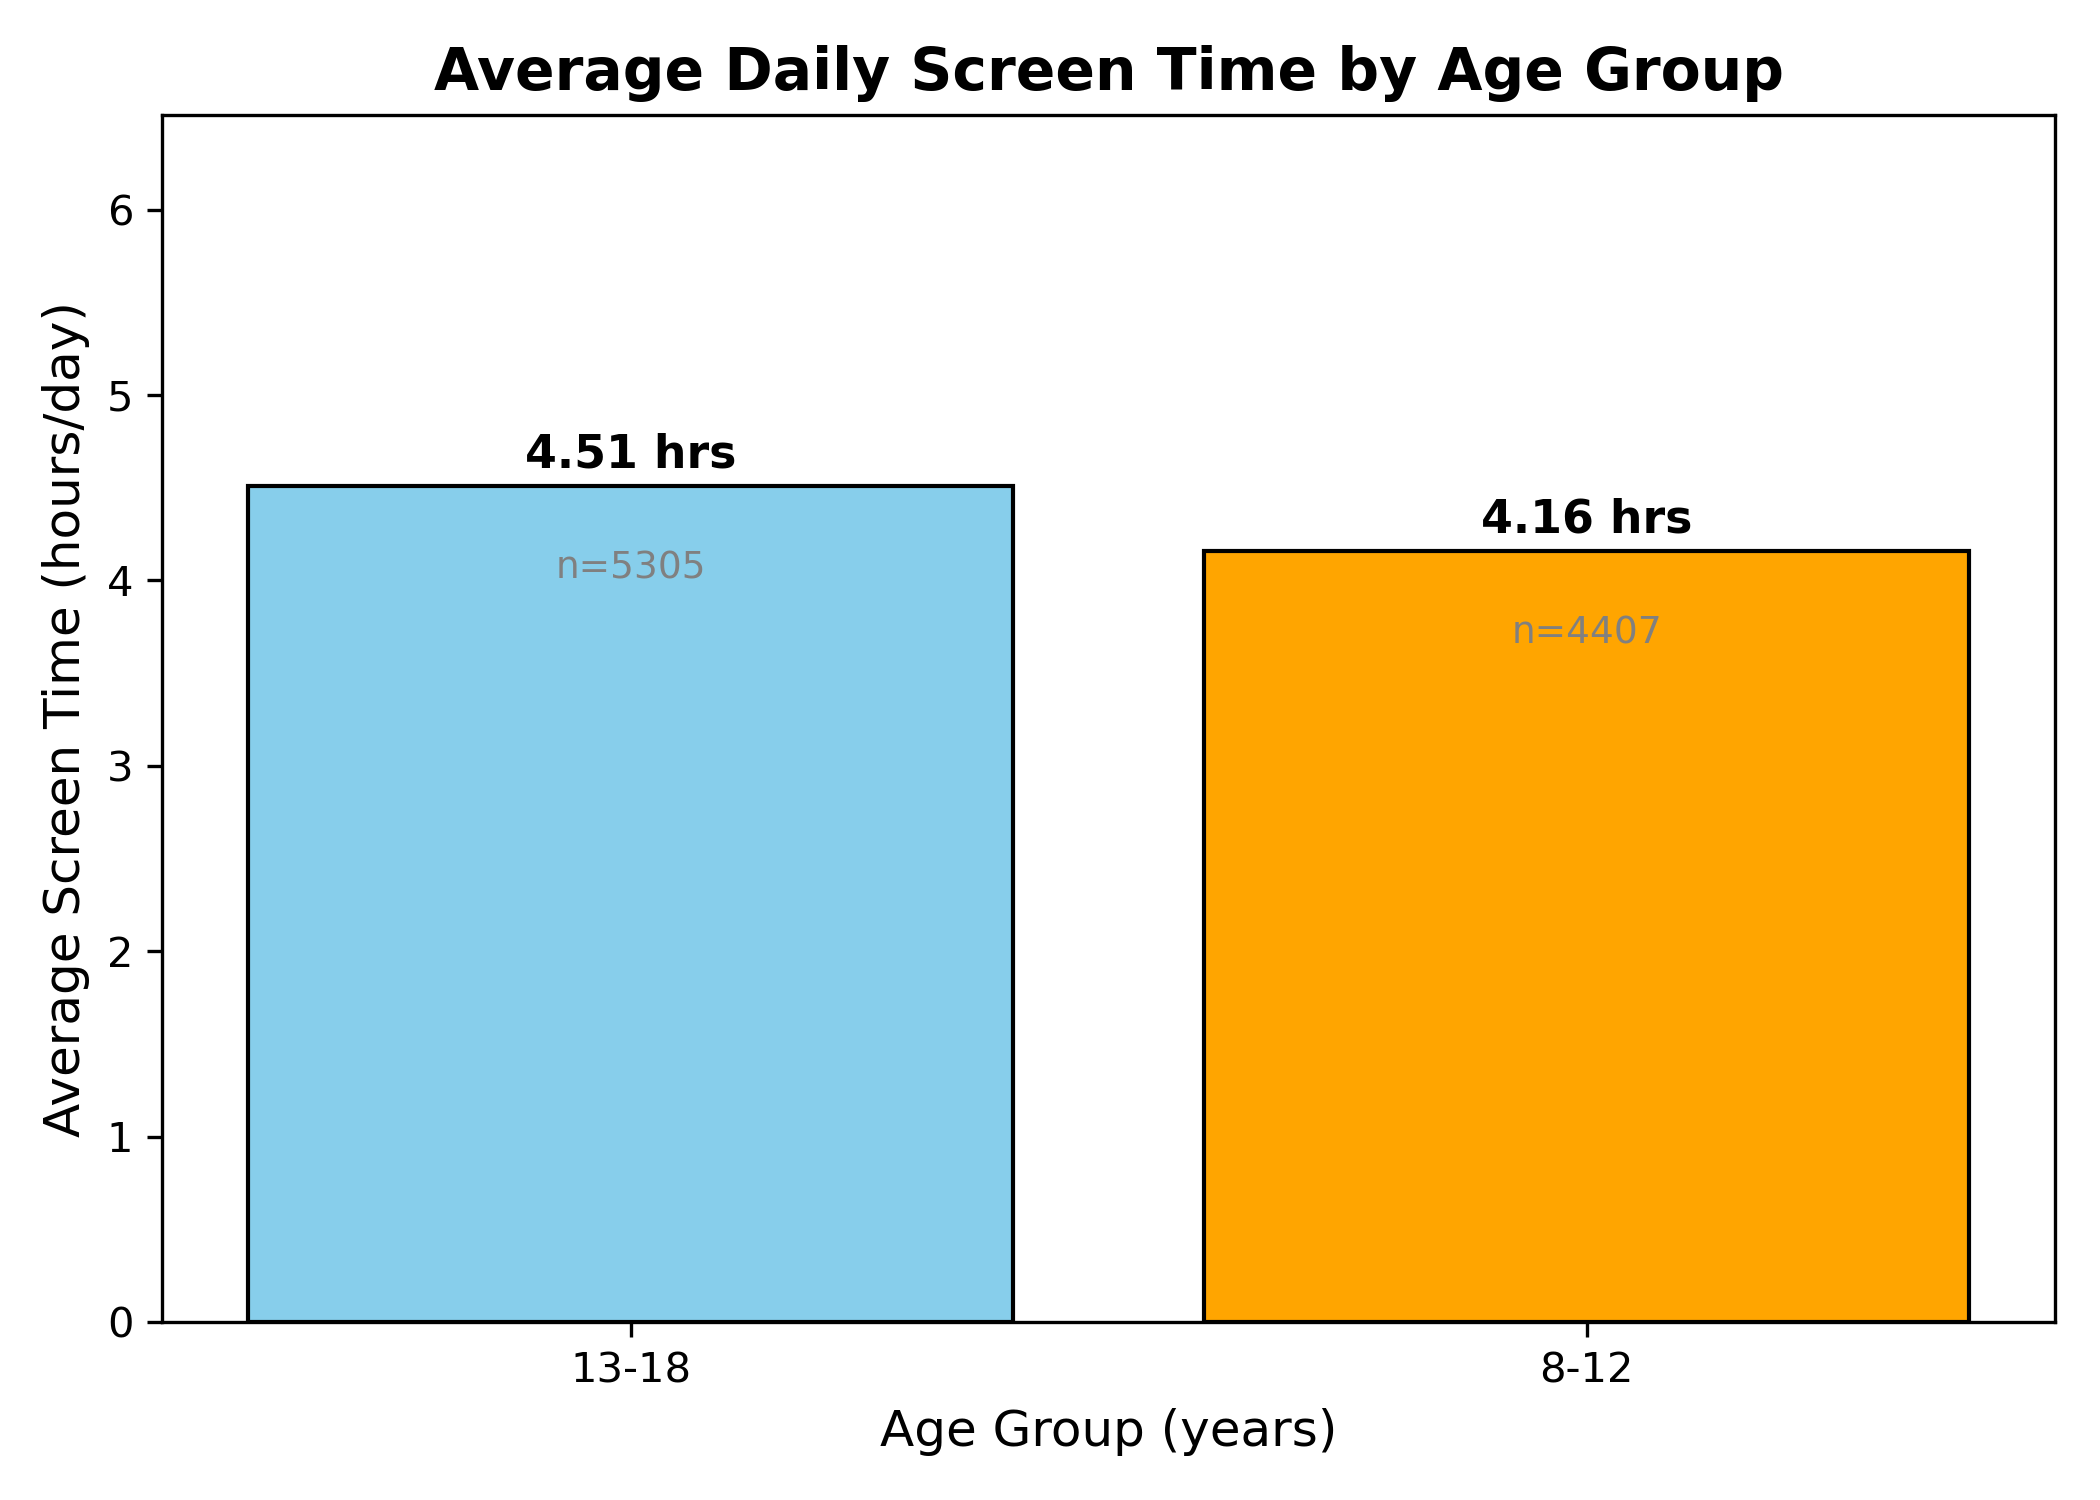 Average Daily Screen Time by Age Group
Average Screen Time (hours/day)
6
5
4
3
2
1
0
4.51 hrs
n=5305
4.16 hrs
n=4407
13-18
8-12
Age Group (years)